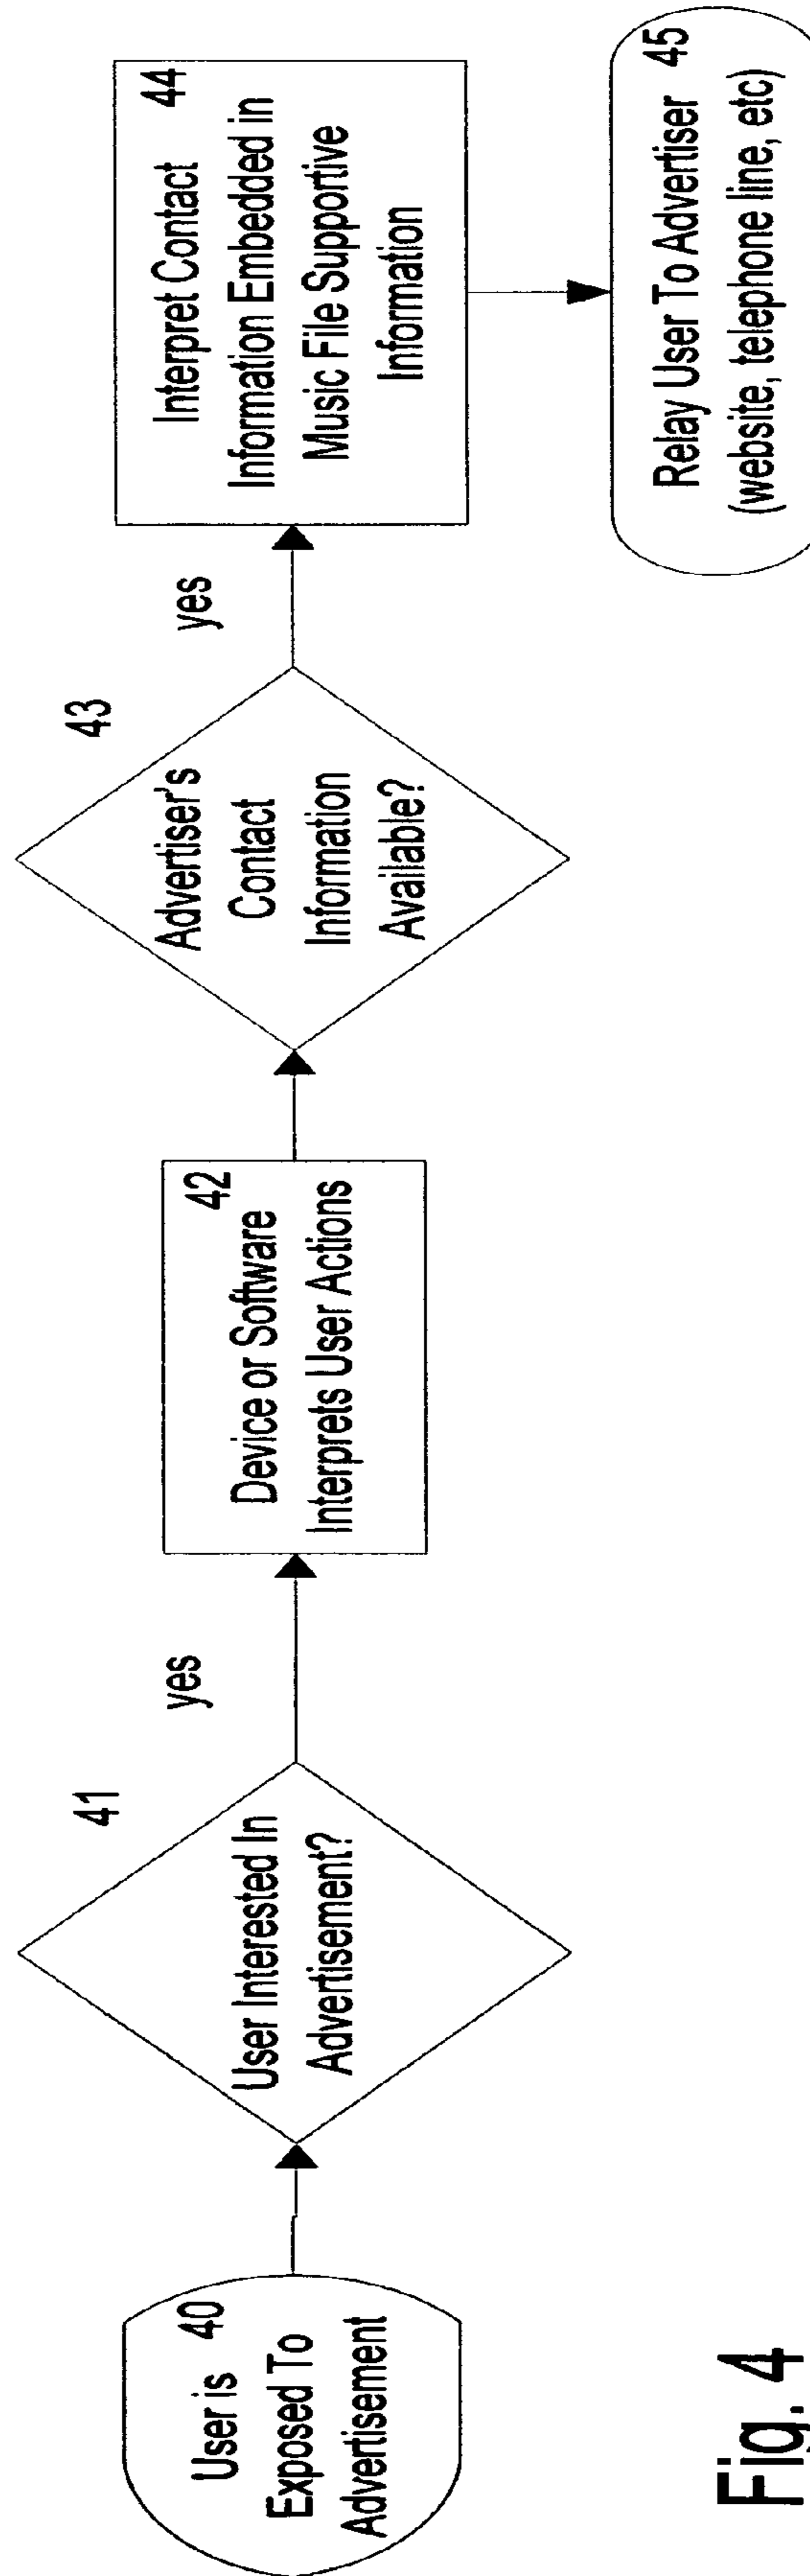 User is 40
Exposed To
Advertisement
41
User Interested In
Advertisement?
yes
42
Device or Software
Interprets User Actions
43
Advertiser's
Contact
Information
Available?
yes
44
Interpret Contact
Information Embedded in
Music File Supportive
Information
Relay User To Advertiser 45
(website, telephone line, etc)
Fig. 4